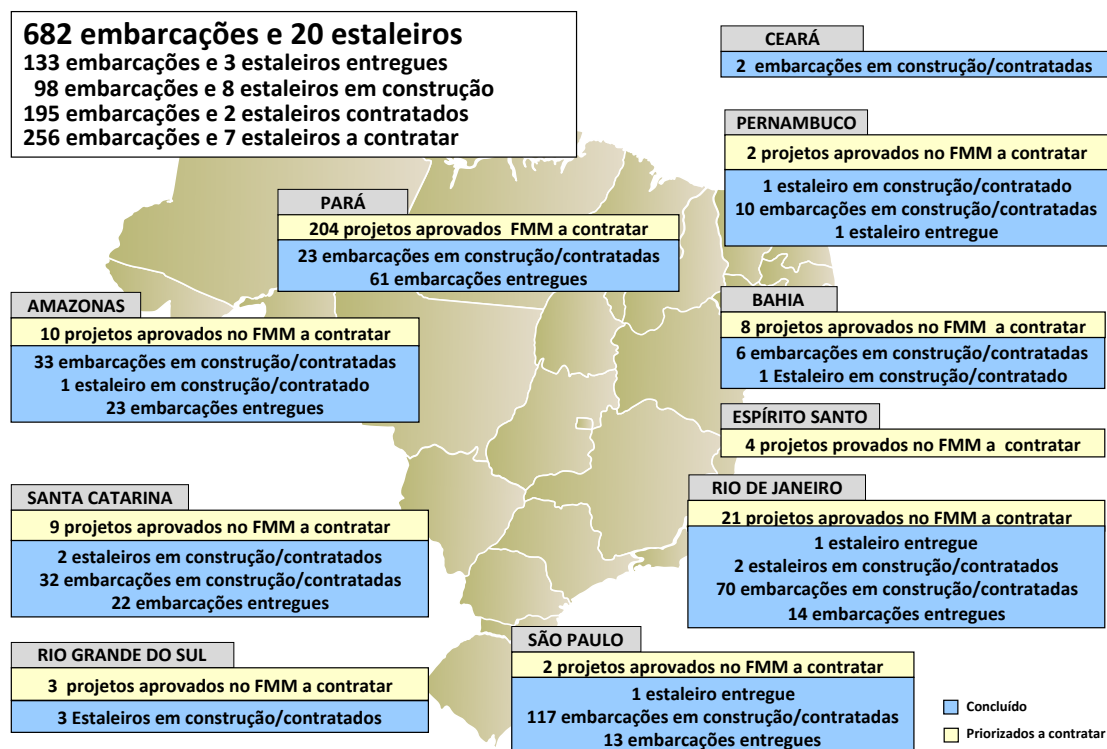 682 embarcações e 20 estaleiros
133 embarcações e 3 estaleiros entregues
98 embarcações e 8 estaleiros em construção
195 embarcações e 2 estaleiros contratados
256 embarcações e 7 estaleiros a contratar
CEARÁ
2 embarcações em construção/contratadas
PERNAMBUCO
2 projetos aprovados no FMM a contratar
1 estaleiro em construção/contratado
10 embarcações em construção/contratadas
1 estaleiro entregue
PARÁ
204 projetos aprovados FMM a contratar
23 embarcações em construção/contratadas
61 embarcações entregues
AMAZONAS
10 projetos aprovados no FMM a contratar
33 embarcações em construção/contratadas
1 estaleiro em construção/contratado
23 embarcações entregues
BAHIA
8 projetos aprovados no FMM a contratar
6 embarcações em construção/contratadas
1 Estaleiro em construção/contratado
ESPÍRITO SANTO
4 projetos provados no FMM a contratar
SANTA CATARINA
9 projetos aprovados no FMM a contratar
2 estaleiros em construção/contratados
32 embarcações em construção/contratadas
22 embarcações entregues
RIO DE JANEIRO
21 projetos aprovados no FMM a contratar
1 estaleiro entregue
2 estaleiros em construção/contratados
70 embarcações em construção/contratadas
14 embarcações entregues
RIO GRANDE DO SUL
3 projetos aprovados no FMM a contratar
3 Estaleiros em construção/contratados
SÃO PAULO
2 projetos aprovados no FMM a contratar
1 estaleiro entregue
117 embarcações em construção/contratadas
13 embarcações entregues
Concluído
Priorizados a contratar